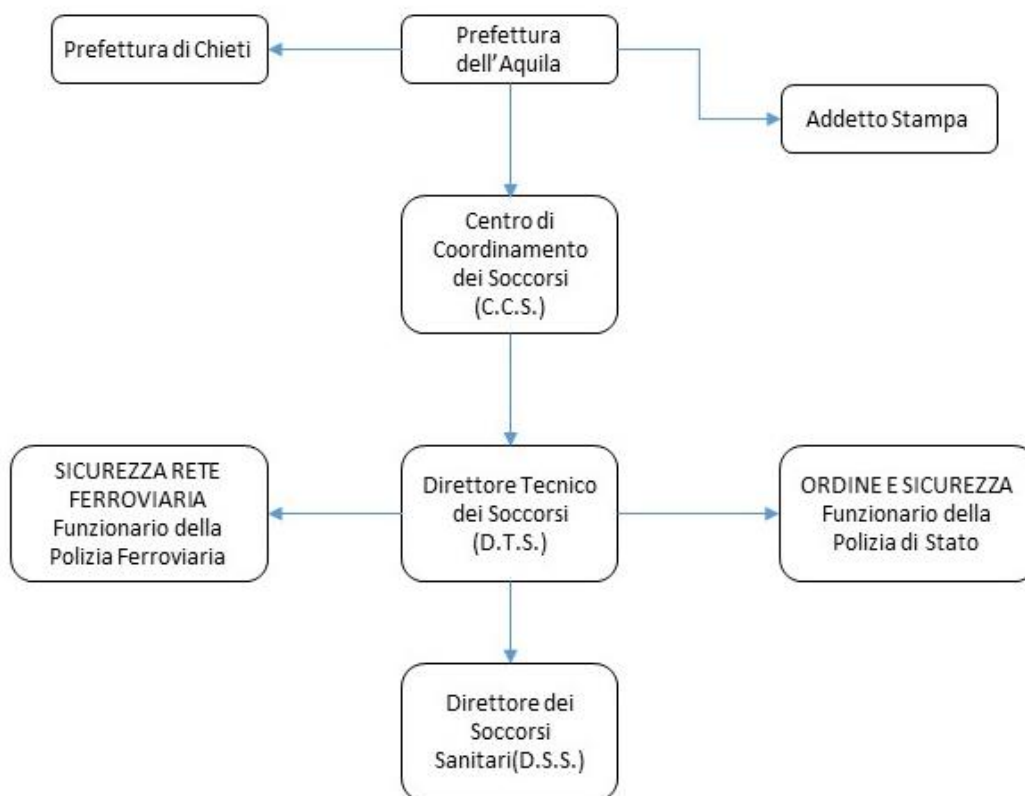 Prefettura di Chieti
Prefettura
dell'Aquila
Addetto Stampa
Centro di
Coordinamento
dei Soccorsi
(C.C.S.)
SICUREZZA RETE
FERROVIARIA
Funzionario della
Polizia Ferroviaria
Direttore Tecnico
dei Soccorsi
(D.T.S.)
ORDINE E SICUREZZA
Funzionario della
Polizia di Stato
Direttore dei
Soccorsi
Sanitari(D.S.S.)